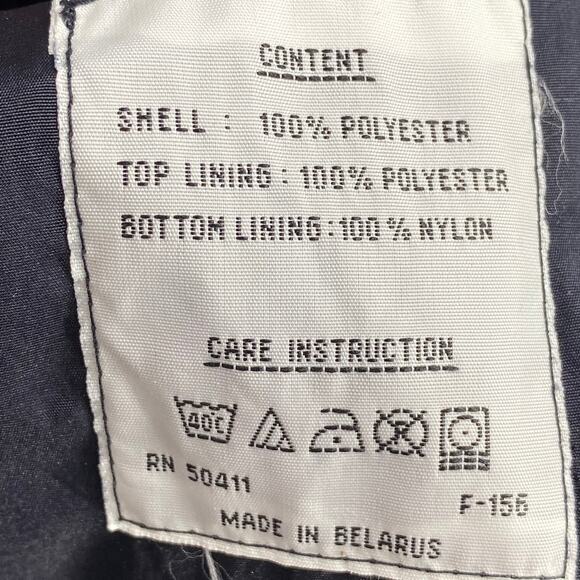 CONTENT
SHELL : 100% POLYESTER
TOP LINING : 100% POLYESTER
BOTTOM LINING : 100 % NYLON
CARE INSTRUCTION
40C
RN 50411
F-156
MADE IN BELARUS